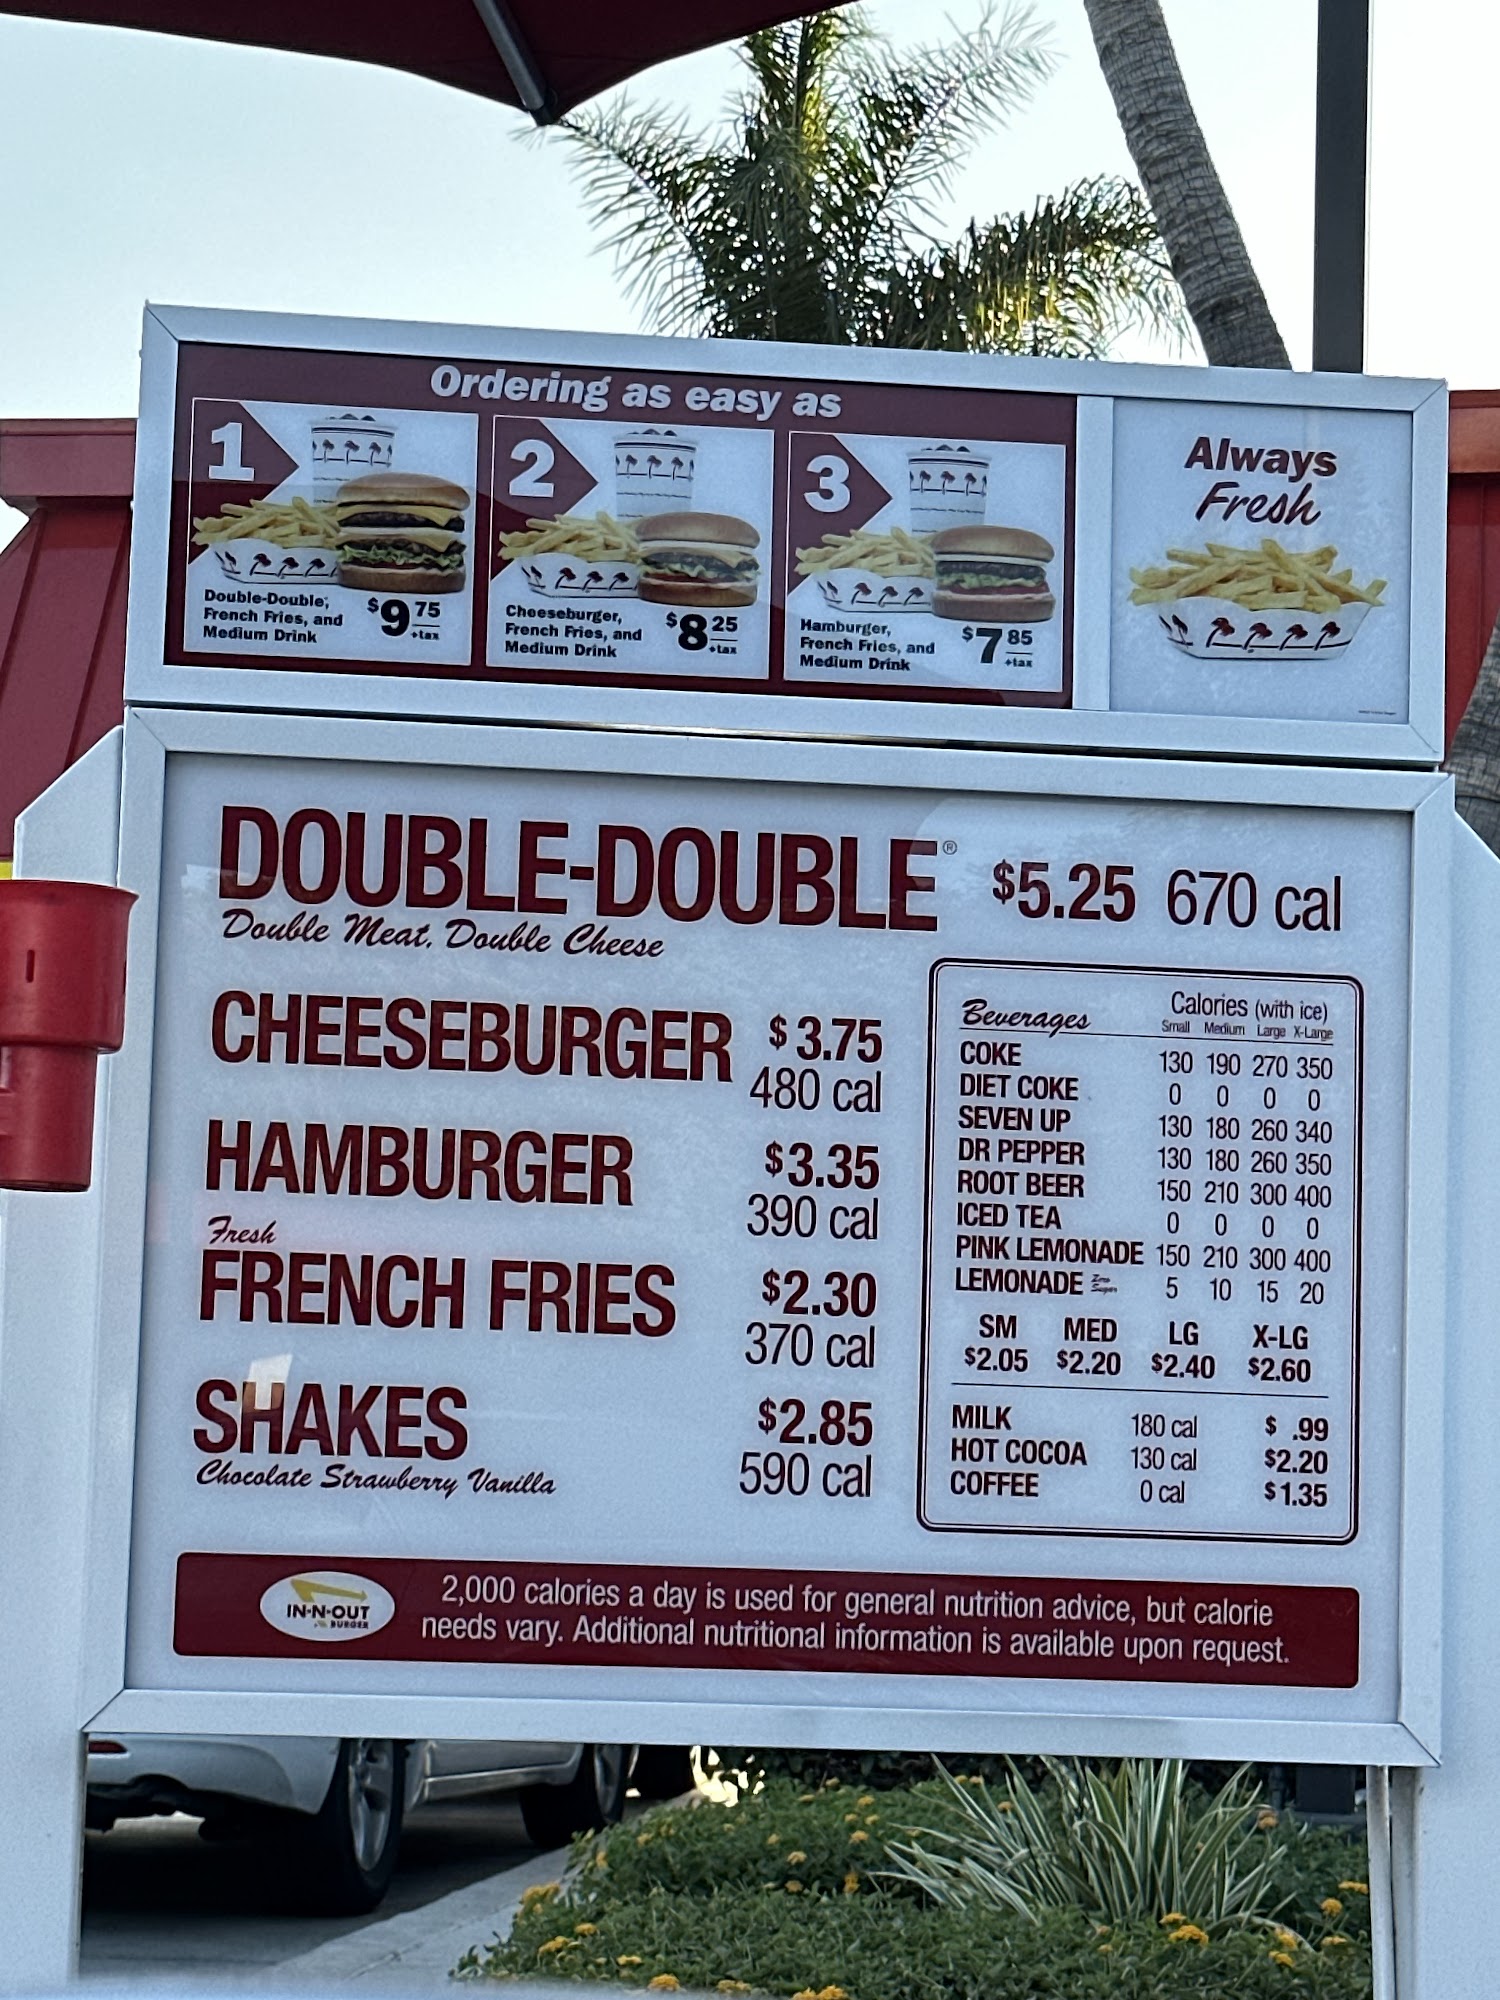 Ordering as easy as
1
Double-Double,
French Fries, and
Medium Drink
$9 75
+tax
2
Cheeseburger,
French Fries, and
Medium Drink
$8 25
+tax
3
Hamburger,
French Fries, and
Medium Drink
$7 85
+tax
Always
Fresh
DOUBLE-DOUBLE® $5.25 670 cal
Double Meat, Double Cheese
CHEESEBURGER $3.75
480 cal
HAMBURGER $3.35
390 cal
Fresh
FRENCH FRIES $2.30
370 cal
SHAKES $2.85
Chocolate Strawberry Vanilla 590 cal
Beverages Calories (with ice)
Small Medium Large X-Large
COKE 130 190 270 350
DIET COKE 0 0 0 0
SEVEN UP 130 180 260 340
DR PEPPER 130 180 260 350
ROOT BEER 150 210 300 400
ICED TEA 0 0 0 0
PINK LEMONADE 150 210 300 400
LEMONADE Zero Sugar 5 10 15 20
SM MED LG X-LG
$2.05 $2.20 $2.40 $2.60
MILK 180 cal $ .99
HOT COCOA 130 cal $2.20
COFFEE 0 cal $1.35
IN-N-OUT
BURGER
2,000 calories a day is used for general nutrition advice, but calorie
needs vary. Additional nutritional information is available upon request.